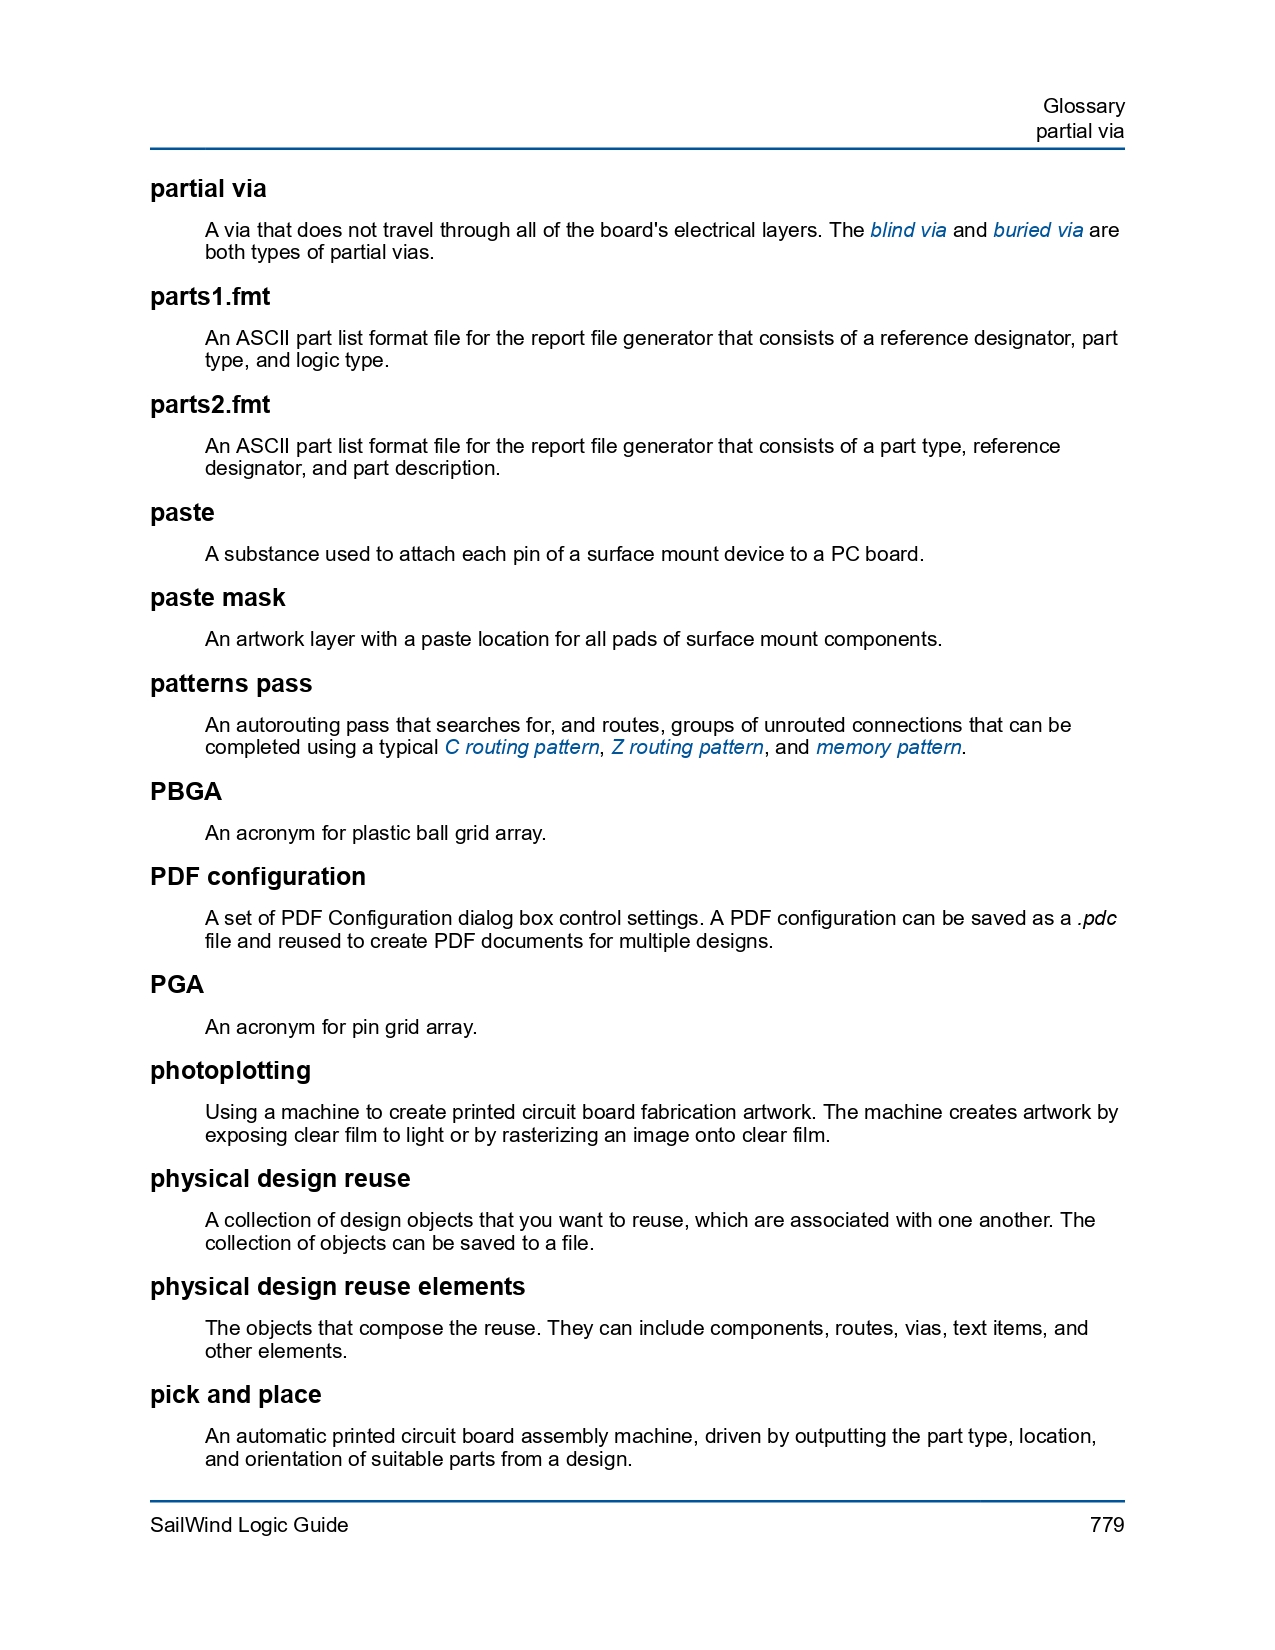 Glossary
partial via
partial via
A via that does not travel through all of the board's electrical layers. The blind via and buried via are
both types of partial vias.
parts1.fmt
An ASCII part list format file for the report file generator that consists of a reference designator, part
type, and logic type.
parts2.fmt
An ASCII part list format file for the report file generator that consists of a part type, reference
designator, and part description.
paste
A substance used to attach each pin of a surface mount device to a PC board.
paste mask
An artwork layer with a paste location for all pads of surface mount components.
patterns pass
An autorouting pass that searches for, and routes, groups of unrouted connections that can be
completed using a typical C routing pattern, Z routing pattern, and memory pattern.
PBGA
An acronym for plastic ball grid array.
PDF configuration
A set of PDF Configuration dialog box control settings. A PDF configuration can be saved as a .pdc
file and reused to create PDF documents for multiple designs.
PGA
An acronym for pin grid array.
photoplotting
Using a machine to create printed circuit board fabrication artwork. The machine creates artwork by
exposing clear film to light or by rasterizing an image onto clear film.
physical design reuse
A collection of design objects that you want to reuse, which are associated with one another. The
collection of objects can be saved to a file.
physical design reuse elements
The objects that compose the reuse. They can include components, routes, vias, text items, and
other elements.
pick and place
An automatic printed circuit board assembly machine, driven by outputting the part type, location,
and orientation of suitable parts from a design.
SailWind Logic Guide 779